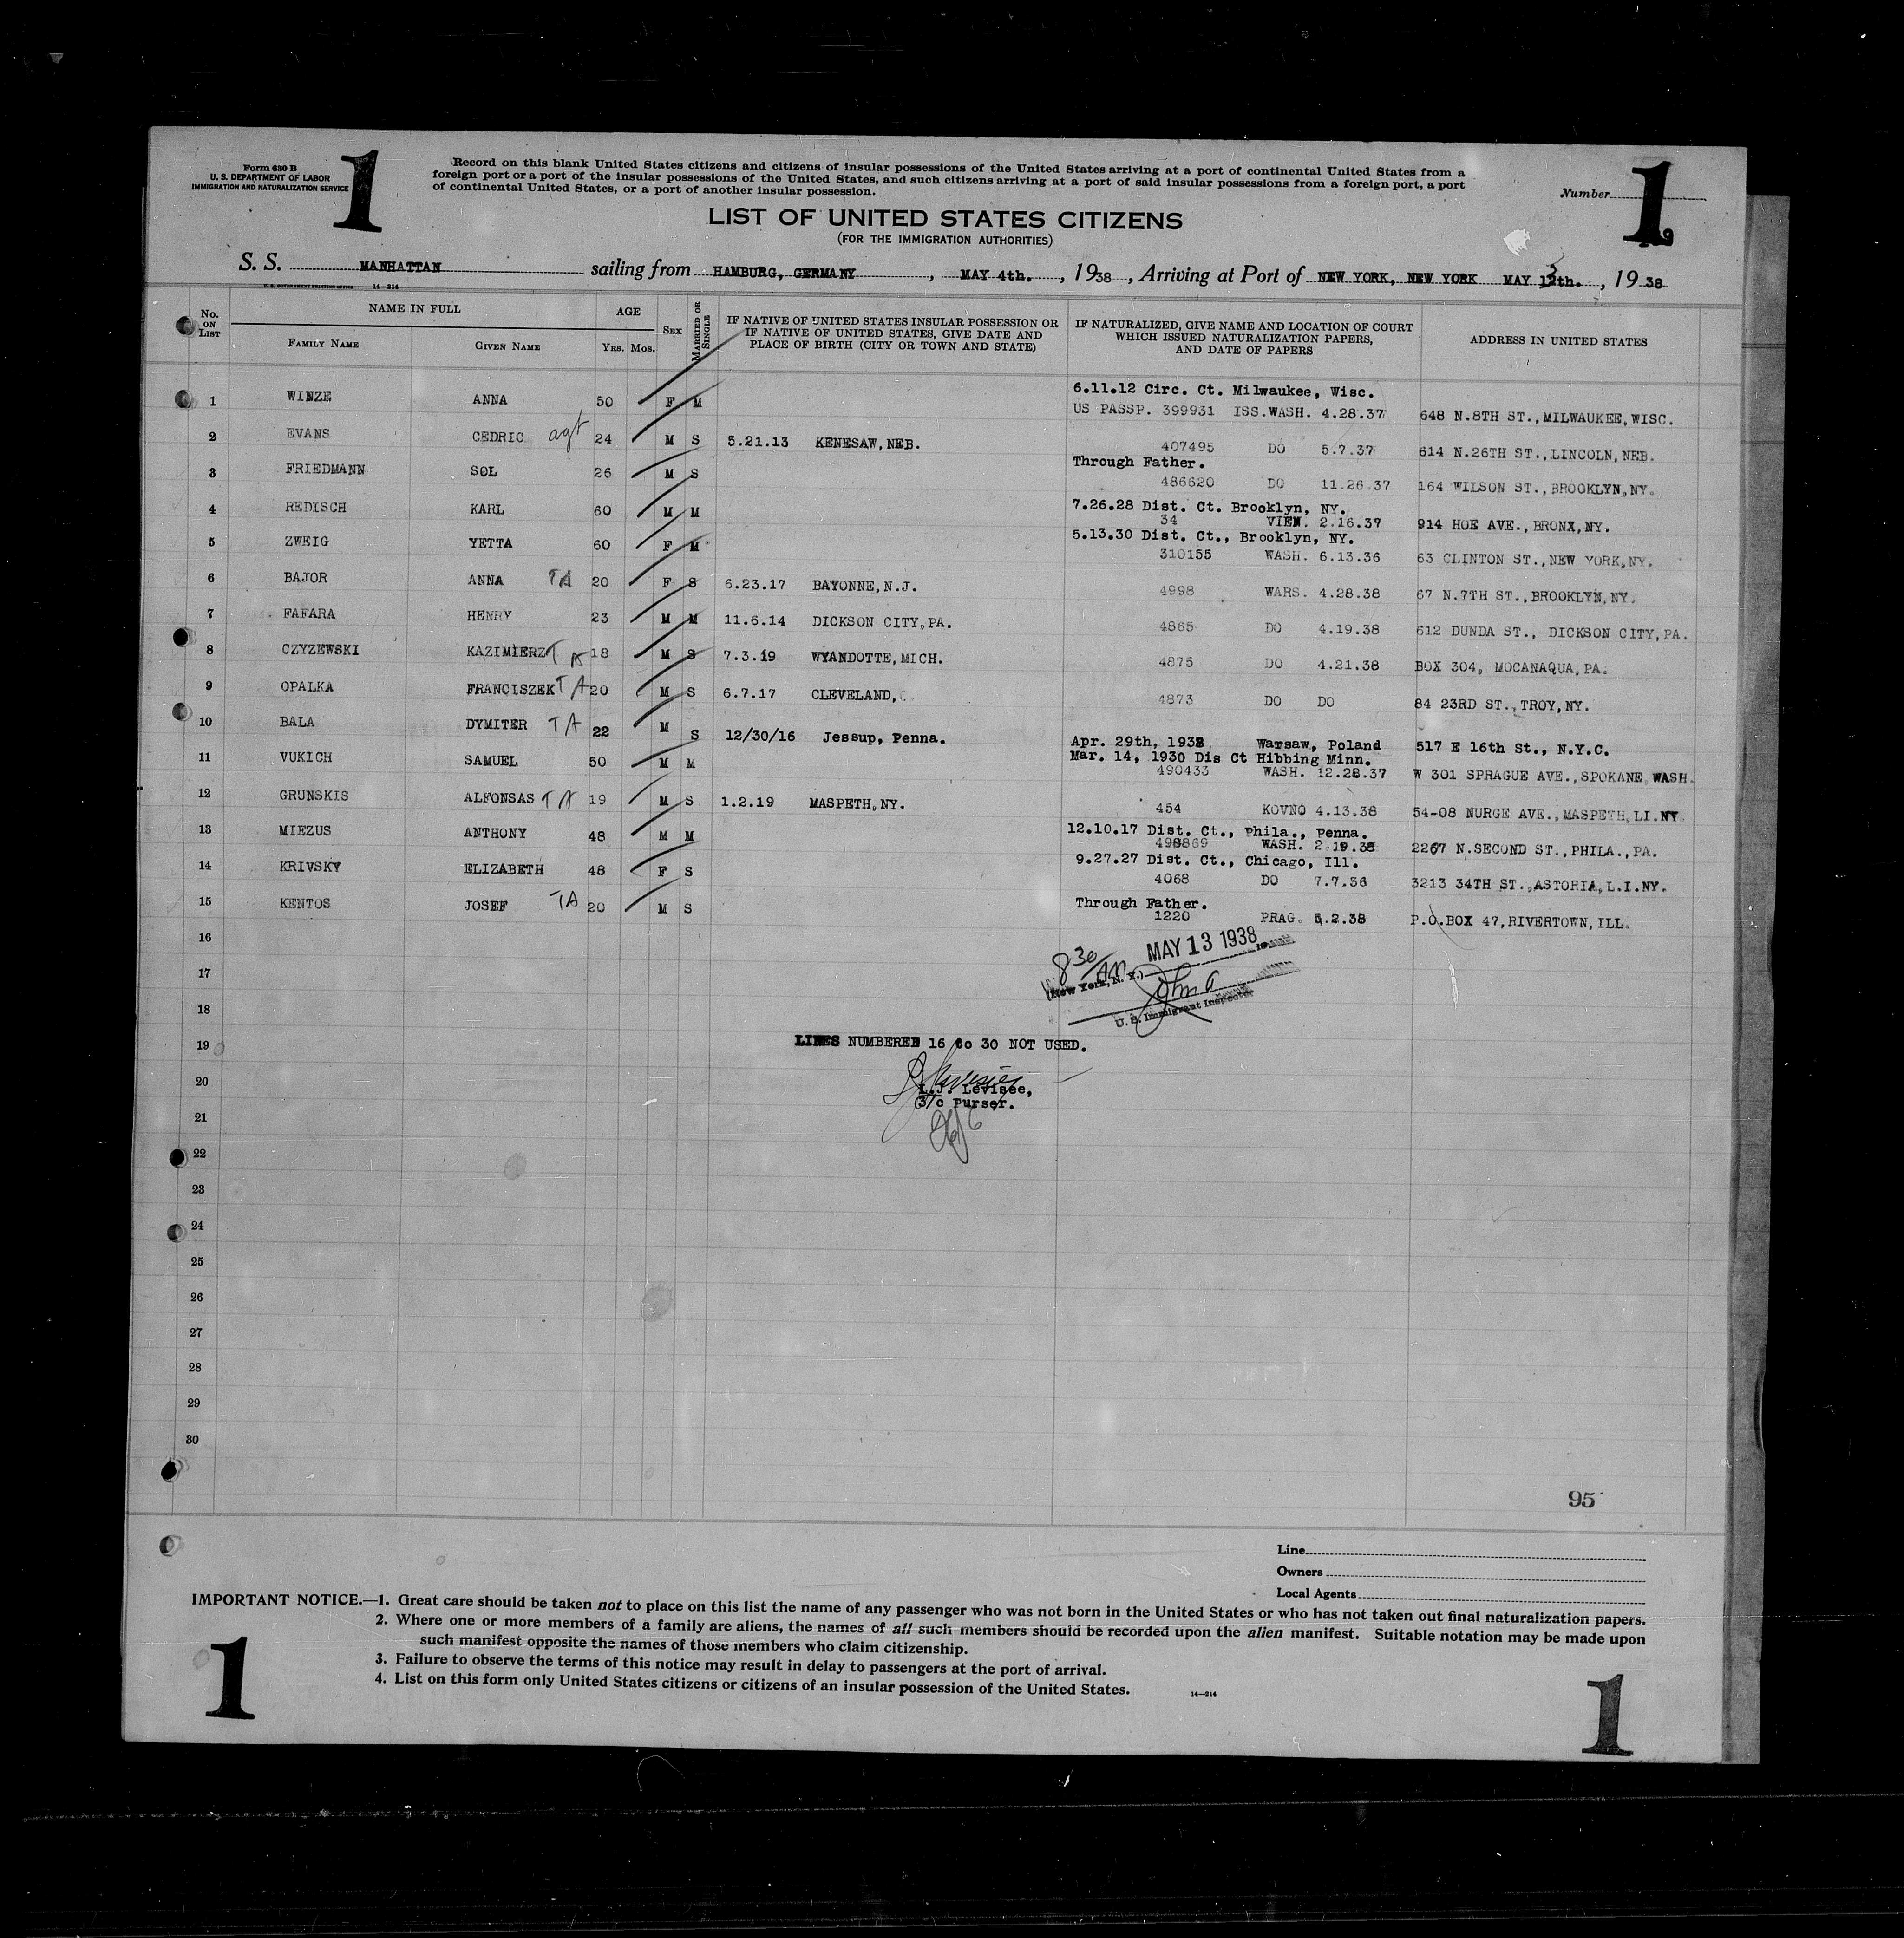 Form 630 B
U. S. DEPARTMENT OF LABOR
IMMIGRATION AND NATURALIZATION SERVICE
1
Record on this blank United States citizens and citizens of insular possessions of the United States arriving at a port of continental United States from a
foreign port or a port of the insular possessions of the United States, and such citizens arriving at a port of said insular possessions from a foreign port, a port
of continental United States, or a port of another insular possession.
Number
1
LIST OF UNITED STATES CITIZENS
(FOR THE IMMIGRATION AUTHORITIES)
S. S. MANHATTAN sailing from HAMBURG, GERMANY, MAY 4th., 1938, Arriving at Port of NEW YORK, NEW YORK MAY 13th., 1938
U. S. GOVERNMENT PRINTING OFFICE 14—214
No. ON LIST
NAME IN FULL
FAMILY NAME GIVEN NAME
AGE
YRS. MOS.
SEX
MARRIED OR SINGLE
IF NATIVE OF UNITED STATES INSULAR POSSESSION OR
IF NATIVE OF UNITED STATES, GIVE DATE AND
PLACE OF BIRTH (CITY OR TOWN AND STATE)
IF NATURALIZED, GIVE NAME AND LOCATION OF COURT
WHICH ISSUED NATURALIZATION PAPERS,
AND DATE OF PAPERS
ADDRESS IN UNITED STATES
6.11.12 Circ. Ct. Milwaukee, Wisc.
1 WINZE ANNA 50 F M US PASSP. 399931 ISS.WASH. 4.28.37 648 N.8TH ST., MILWAUKEE, WISC.
2 EVANS CEDRIC agt 24 M S 5.21.13 KENESAW, NEB. 407495 DO 5.7.37 614 N.26TH ST., LINCOLN, NEB.
Through Father.
3 FRIEDMANN SOL 26 M S 486620 DO 11.26.37 164 WILSON ST., BROOKLYN, NY.
7.26.28 Dist. Ct. Brooklyn, NY.
4 REDISCH KARL 60 M M 34 VIEN. 2.16.37 914 HOE AVE., BRONX, NY.
5.13.30 Dist. Ct., Brooklyn, NY.
5 ZWEIG YETTA 60 F M 310155 WASH. 6.13.36 63 CLINTON ST., NEW YORK, NY.
6 BAJOR ANNA TA 20 F S 6.23.17 BAYONNE, N.J. 4998 WARS. 4.28.38 67 N.7TH ST., BROOKLYN, NY.
7 FAFARA HENRY 23 M M 11.6.14 DICKSON CITY, PA. 4865 DO 4.19.38 612 DUNDA ST., DICKSON CITY, PA.
8 CZYZEWSKI KAZIMIERZ TA 18 M S 7.3.19 WYANDOTTE, MICH. 4875 DO 4.21.38 BOX 304, MOCANAQUA, PA.
9 OPALKA FRANCISZEK TA 20 M S 6.7.17 CLEVELAND, 4873 DO DO 84 23RD ST., TROY, NY.
10 BALA DYMITER TA 22 M S 12/30/16 Jessup, Penna. Apr. 29th, 1938 Warsaw, Poland 517 E 16th St., N.Y.C.
Mar. 14, 1930 Dis Ct Hibbing Minn.
11 VUKICH SAMUEL 50 M M 490433 WASH. 12.28.37 W 301 SPRAGUE AVE., SPOKANE WASH.
12 GRUNSKIS ALFONSAS TA 19 M S 1.2.19 MASPETH, NY. 454 KOVNO 4.13.38 54-08 NURGE AVE., MASPETH, LI.NY.
12.10.17 Dist. Ct., Phila., Penna.
13 MIEZUS ANTHONY 48 M M 498869 WASH. 2.19.38 2267 N.SECOND ST., PHILA., PA.
9.27.27 Dist. Ct., Chicago, Ill.
14 KRIVSKY ELIZABETH 48 F S 4068 DO 7.7.36 3213 34TH ST., ASTORIA, L.I.NY.
Through Father.
15 KENTOS JOSEF TA 20 M S 1220 PRAG. 5.2.38 P.O.BOX 47, RIVERTOWN, ILL.
16
17
18
830 AM MAY 13 1938
(New York, N. Y.)
U. S. Immigrant Inspector
19 LINES NUMBERED 16 to 30 NOT USED.
20
L.J. Levisee,
3/c Purser.
21
22
23
24
25
26
27
28
29
30
95
Line
Owners
Local Agents
IMPORTANT NOTICE.—1. Great care should be taken not to place on this list the name of any passenger who was not born in the United States or who has not taken out final naturalization papers.
2. Where one or more members of a family are aliens, the names of all such members should be recorded upon the alien manifest. Suitable notation may be made upon
such manifest opposite the names of those members who claim citizenship.
3. Failure to observe the terms of this notice may result in delay to passengers at the port of arrival.
4. List on this form only United States citizens or citizens of an insular possession of the United States.
14—214
1
1